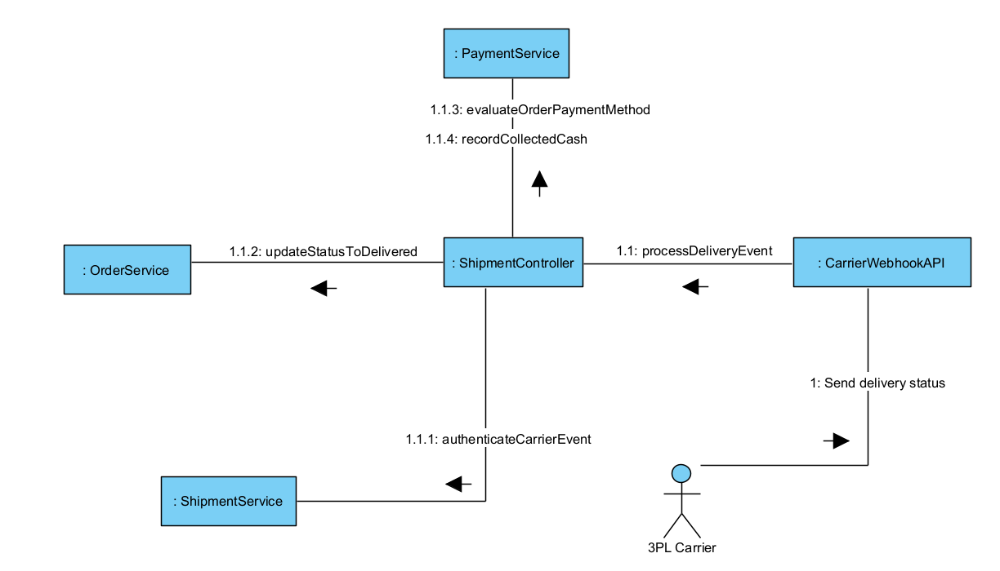 : PaymentService
1.1.3: evaluateOrderPaymentMethod
1.1.4: recordCollectedCash
1.1.2: updateStatusToDelivered
1.1: processDeliveryEvent
: OrderService
: ShipmentController
: CarrierWebhookAPI
1: Send delivery status
1.1.1: authenticateCarrierEvent
: ShipmentService
3PL Carrier